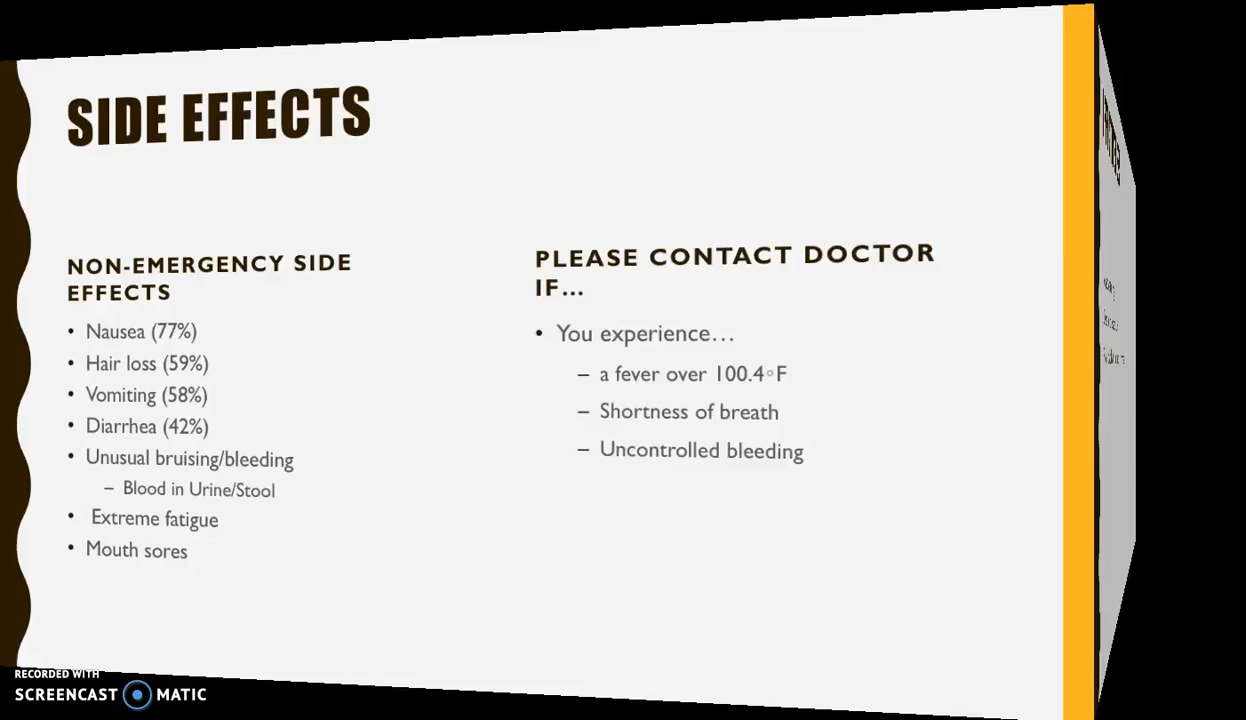 SIDE EFFECTS
NON-EMERGENCY SIDE
EFFECTS
• Nausea (77%)
• Hair loss (59%)
• Vomiting (58%)
• Diarrhea (42%)
• Unusual bruising/bleeding
– Blood in Urine/Stool
• Extreme fatigue
• Mouth sores
PLEASE CONTACT DOCTOR
IF…
• You experience…
– a fever over 100.4◦F
– Shortness of breath
– Uncontrolled bleeding
RECORDED WITH
SCREENCAST MATIC